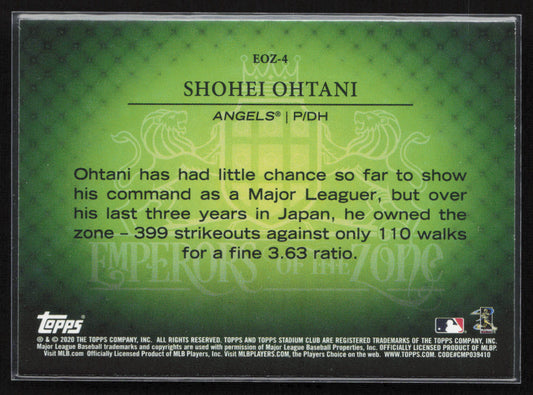 EOZ-4
SHOHEI OHTANI
ANGELS® | P/DH
Ohtani has had little chance so far to show
his command as a Major Leaguer, but over
his last three years in Japan, he owned the
zone – 399 strikeouts against only 110 walks
for a fine 3.63 ratio.
EMPERORS OF THE ZONE
Topps
® & © 2020 THE TOPPS COMPANY, INC. ALL RIGHTS RESERVED. TOPPS AND TOPPS STADIUM CLUB ARE REGISTERED TRADEMARKS OF THE TOPPS COMPANY, INC.
Major League Baseball trademarks and copyrights are used with permission of Major League Baseball Properties, Inc. OFFICIALLY LICENSED PRODUCT OF MLBP.
Visit MLB.com Officially Licensed Product of MLB Players, Inc. Visit MLBPLAYERS.com, the Players Choice on the web. WWW.TOPPS.COM. CODE#CMP039410